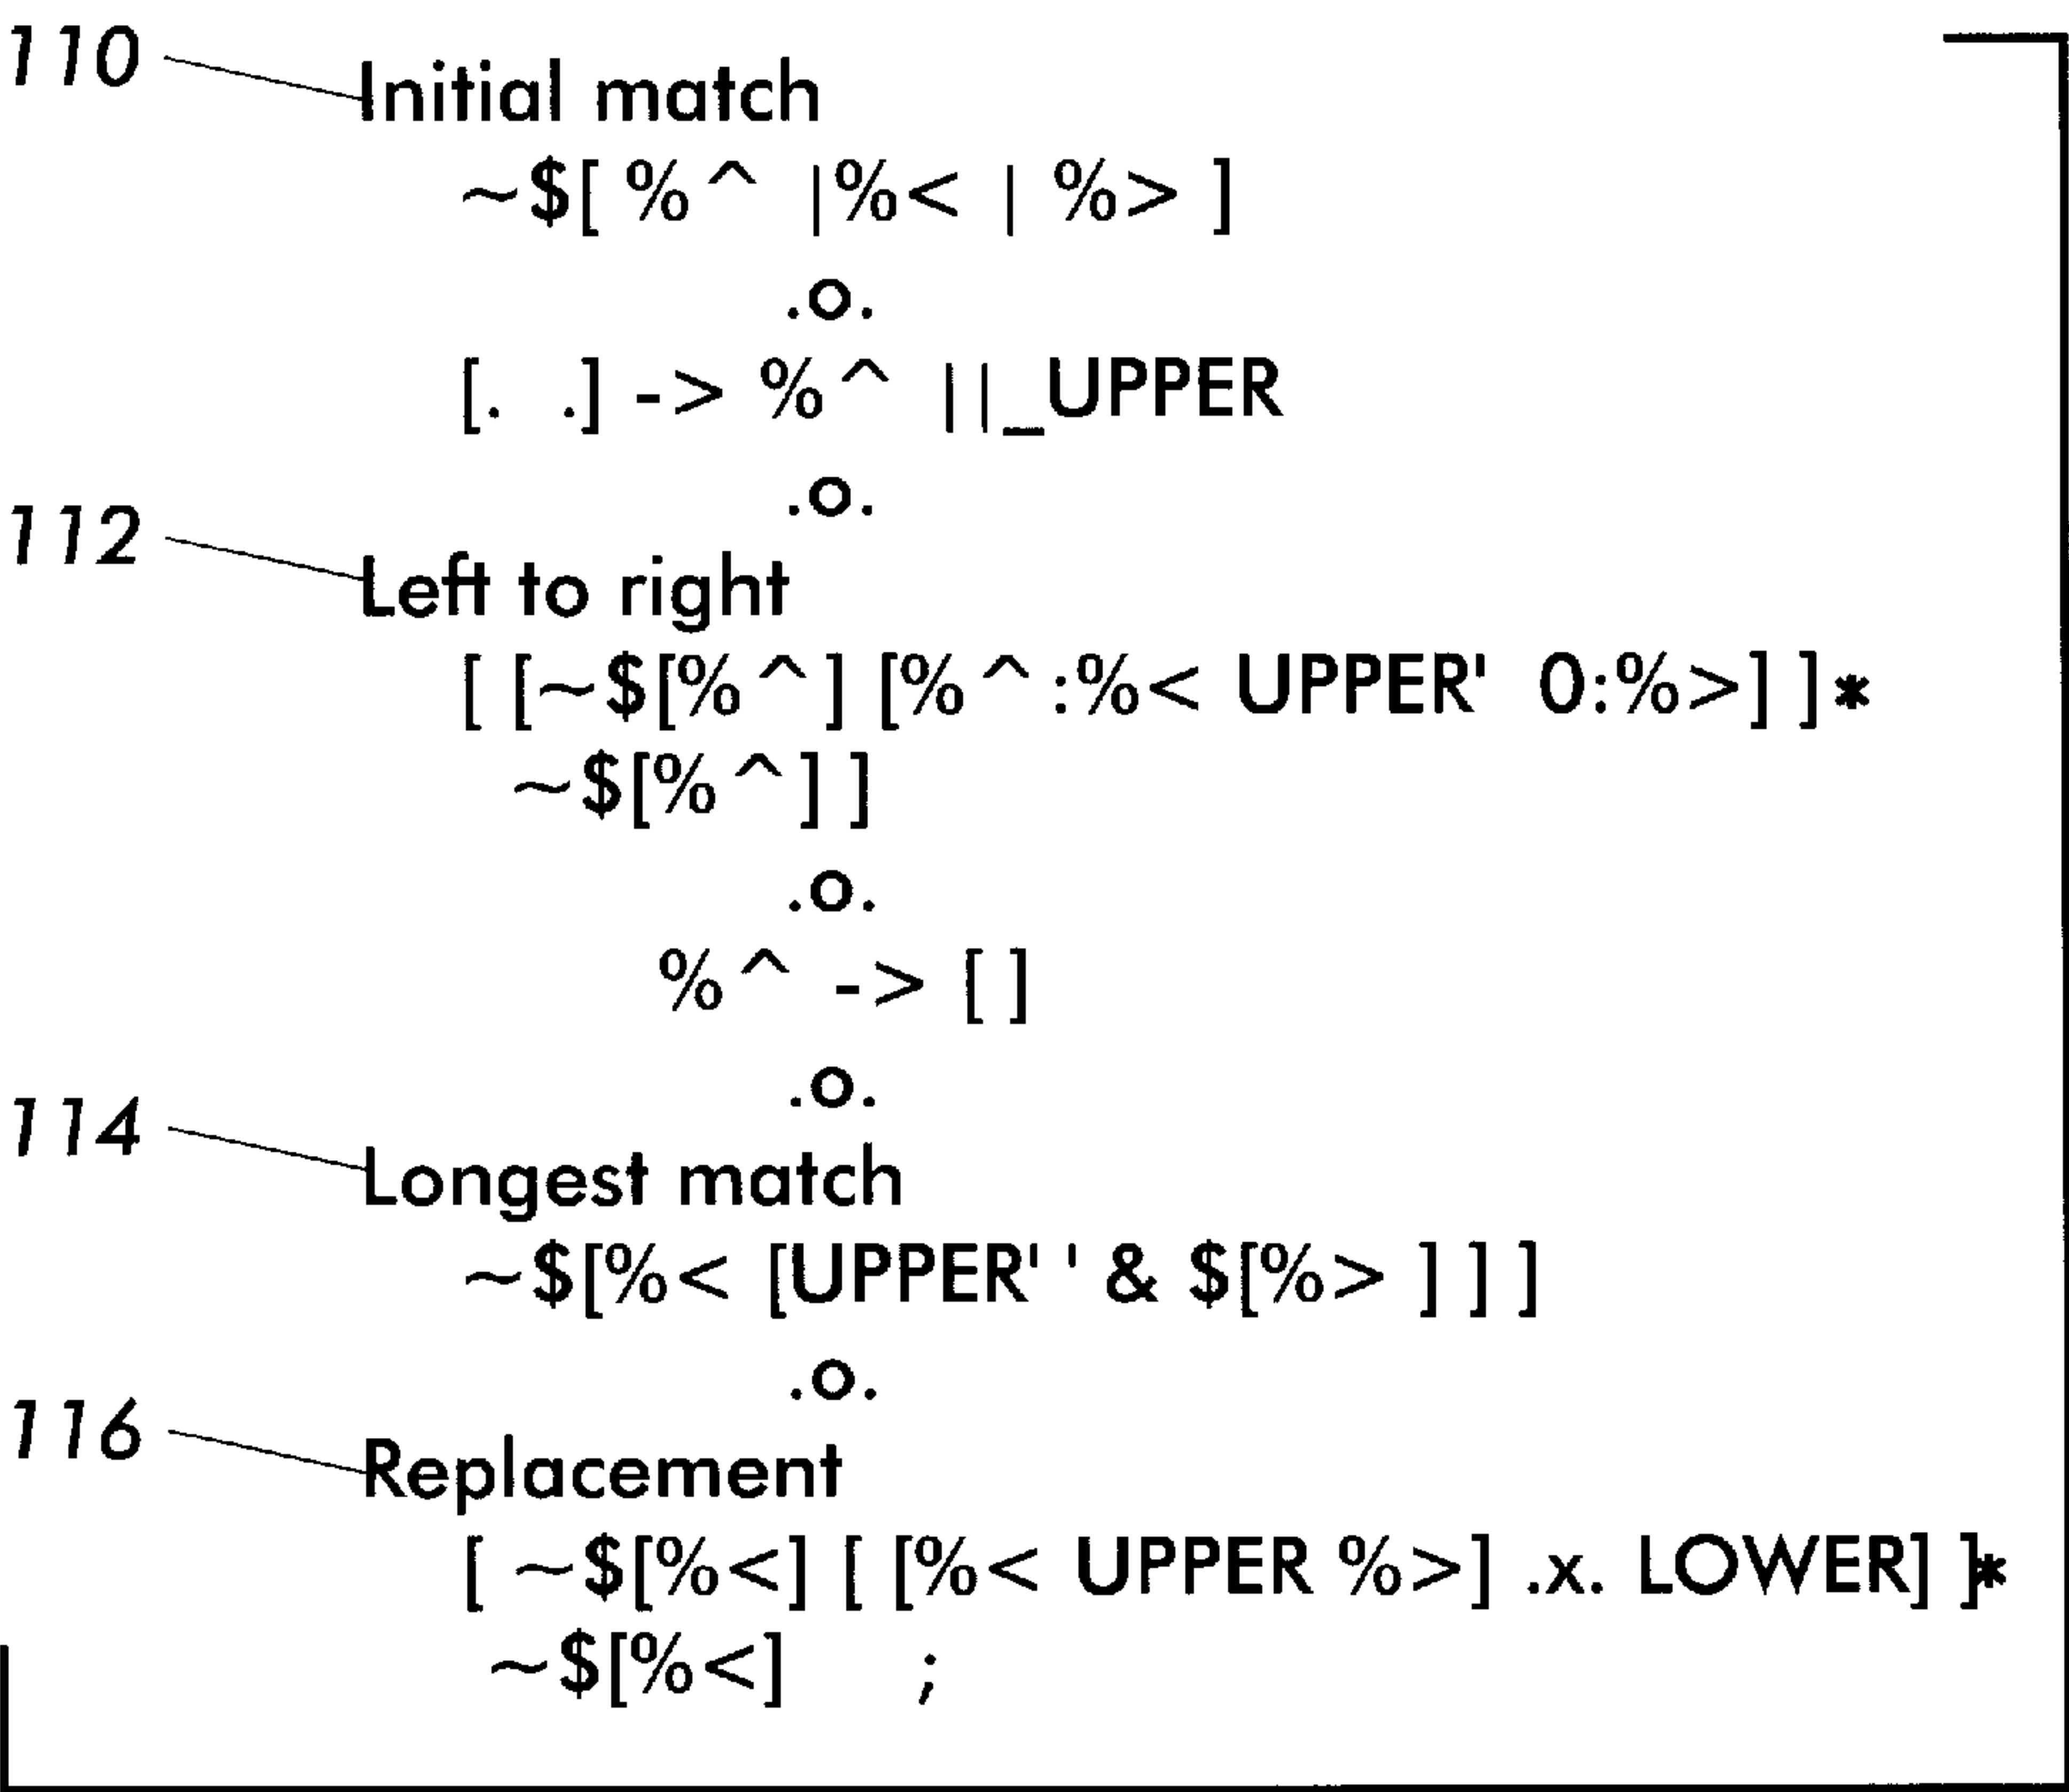 110 Initial match
~$[ %^ |%< | %> ]
.o.
[. .] -> %^ ||_UPPER
.o.
112 Left to right
[ [~$[%^] [%^:%< UPPER' 0:%>] ]*
~$[%^] ]
.o.
%^ -> [ ]
.o.
114 Longest match
~$[%< [UPPER' ' & $[%> ] ] ]
.o.
116 Replacement
[ ~$[%<] [ [%< UPPER %>] .x. LOWER] ]*
~$[%<] ;